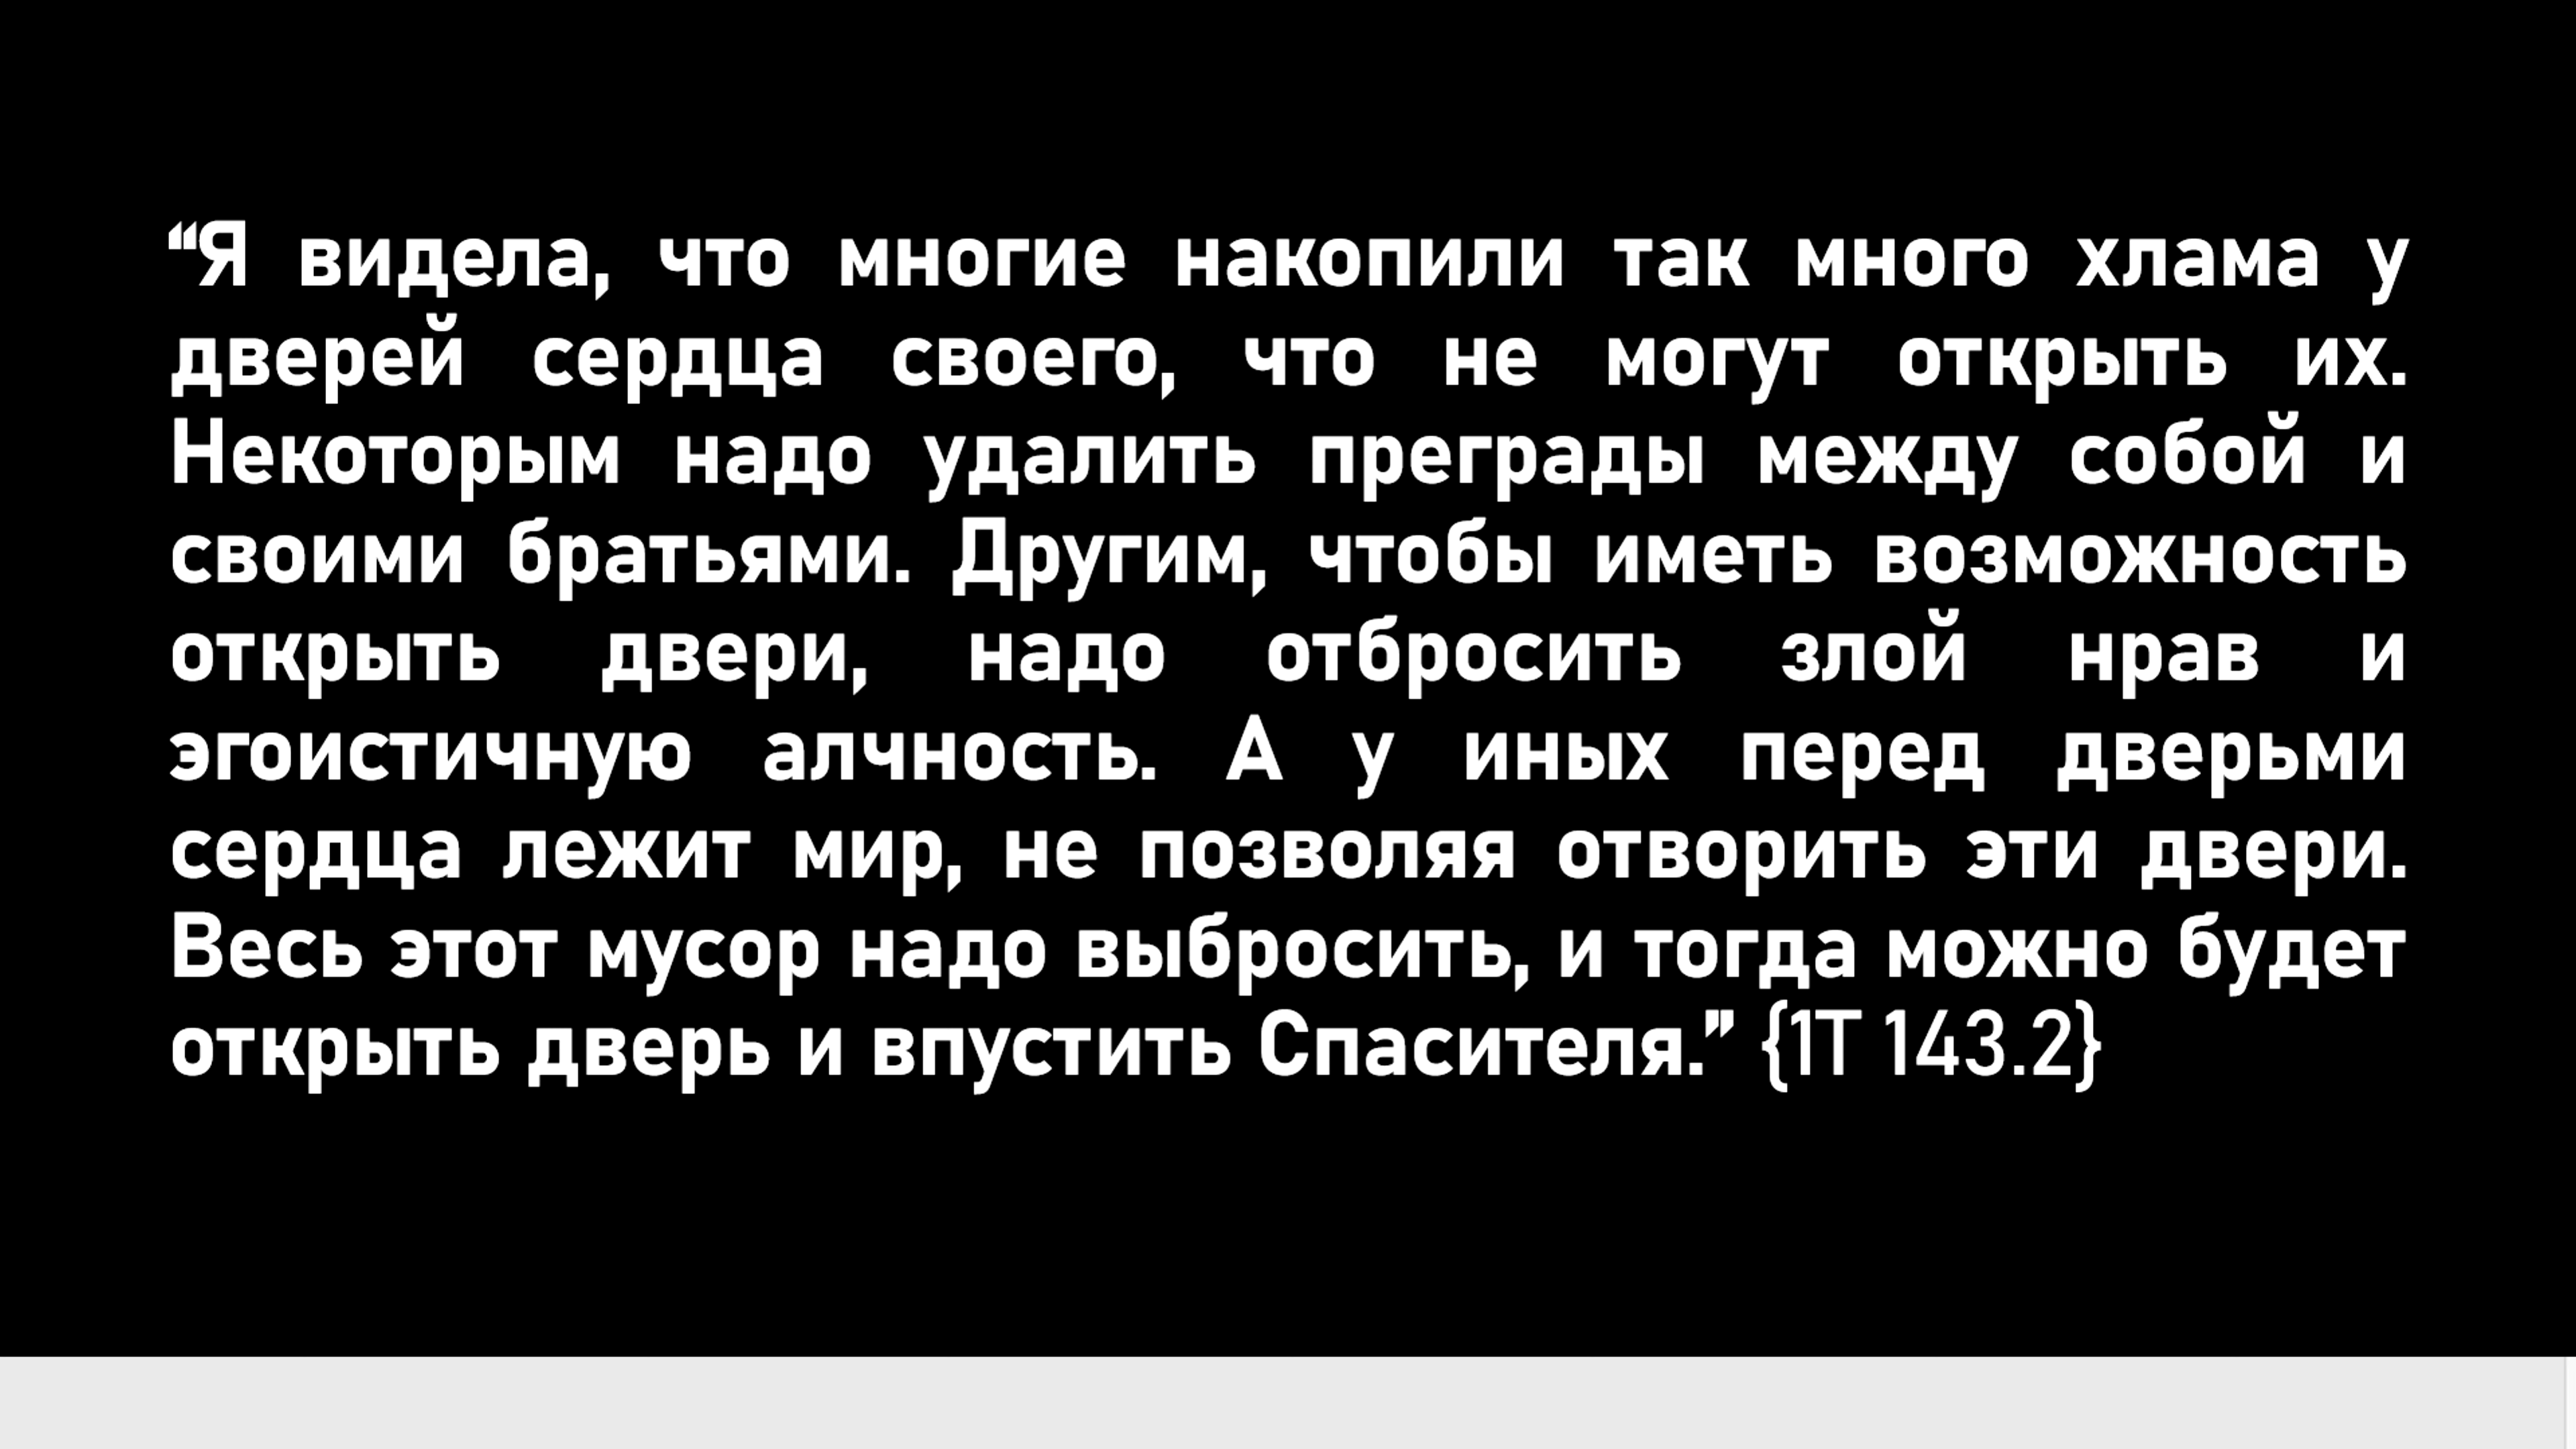 “Я видела, что многие накопили так много хлама у
дверей сердца своего, что не могут открыть их.
Некоторым надо удалить преграды между собой и
своими братьями. Другим, чтобы иметь возможность
открыть двери, надо отбросить злой нрав и
эгоистичную алчность. А у иных перед дверьми
сердца лежит мир, не позволяя отворить эти двери.
Весь этот мусор надо выбросить, и тогда можно будет
открыть дверь и впустить Спасителя.” {1T 143.2}